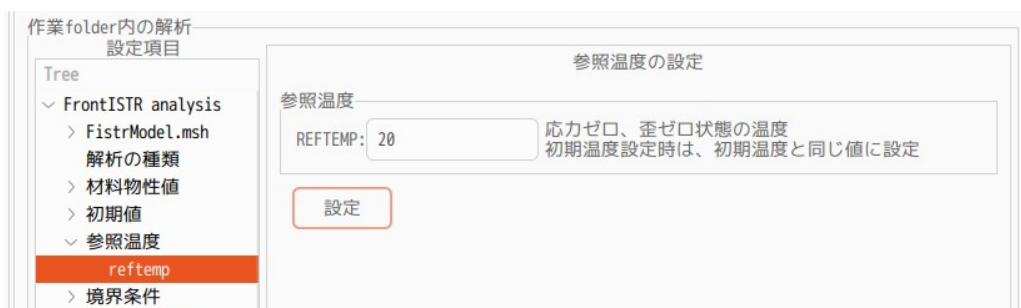 作業folder内の解析
設定項目
Tree
FrontISTR analysis
FistrModel.msh
解析の種類
材料物性値
初期値
参照温度
reftemp
境界条件
参照温度の設定
参照温度
REFTEMP: 20
応力ゼロ、歪ゼロ状態の温度
初期温度設定時は、初期温度と同じ値に設定
設定